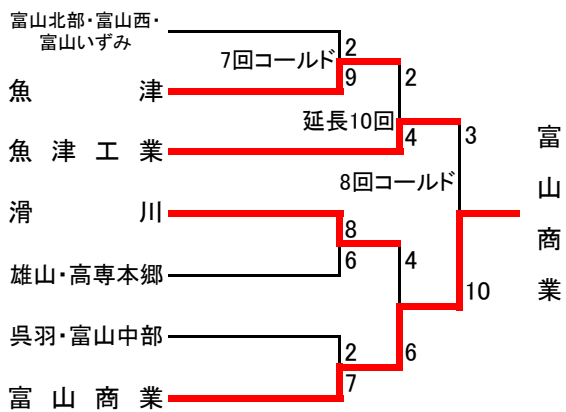 富山北部・富山西・
富山いずみ
2
7回コールド
9
魚津
2
延長10回
4
魚津工業
3
8回コールド
滑川
8
6
4
雄山・高専本郷
10
呉羽・富山中部
2
7
6
富山商業
富山商業